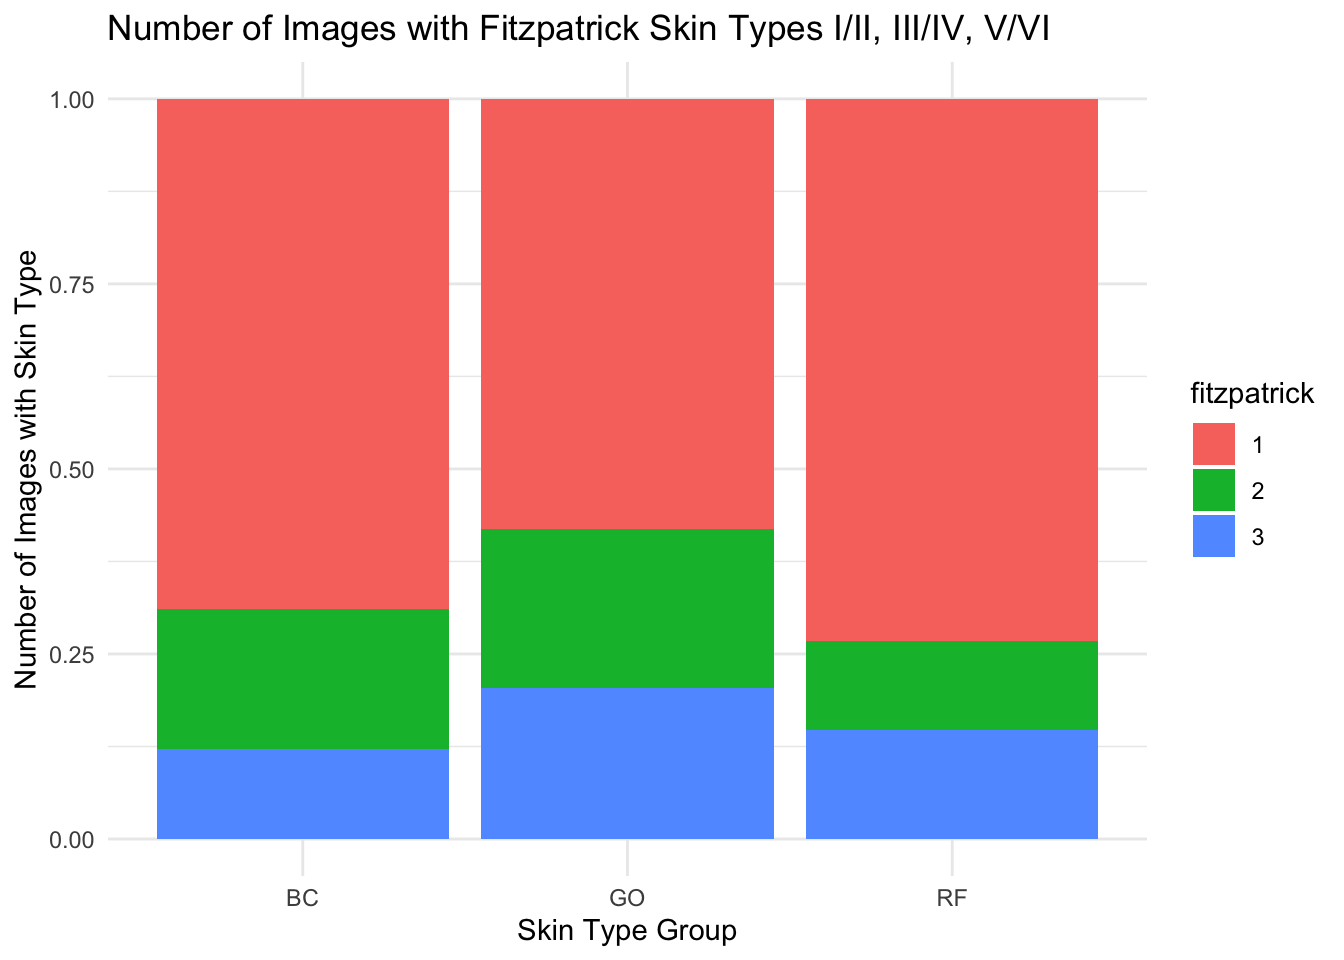 Number of Images with Fitzpatrick Skin Types I/II, III/IV, V/VI
Number of Images with Skin Type
1.00
0.75
0.50
0.25
0.00
BC
GO
RF
Skin Type Group
fitzpatrick
1
2
3